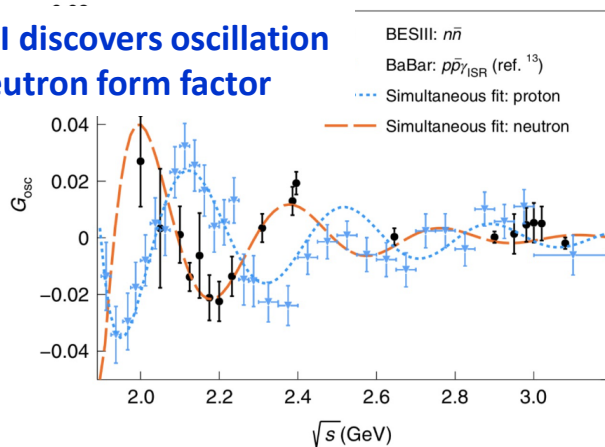 I discovers oscillation
eutron form factor
BESIII: nn̄
BaBar: pp̄γISR (ref. 13)
Simultaneous fit: proton
Simultaneous fit: neutron
0.04
0.02
0
−0.02
−0.04
Gosc
2.0 2.2 2.4 2.6 2.8 3.0
√s (GeV)